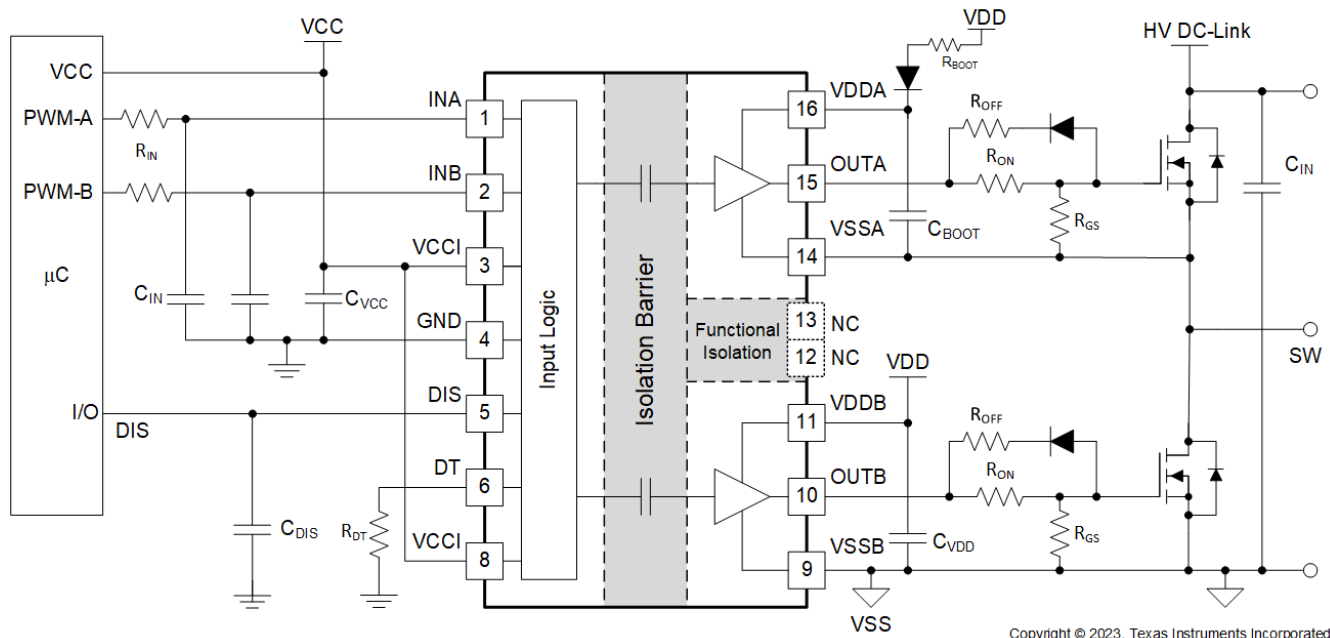 VCC
VDD
HV DC-Link
R_BOOT
VCC
PWM-A
R_IN
PWM-B
μC
I/O
DIS
C_IN
C_VCC
C_DIS
R_DT
INA
1
INB
2
VCCI
3
GND
4
DIS
5
DT
6
VCCI
8
Input Logic
Isolation Barrier
Functional
Isolation
VDDA
16
OUTA
15
VSSA
14
13
NC
12
NC
VDD
VDDB
11
OUTB
10
VSSB
9
VSS
C_BOOT
R_OFF
R_ON
R_GS
C_IN
SW
R_OFF
R_ON
R_GS
C_VDD
Copyright © 2023, Texas Instruments Incorporated